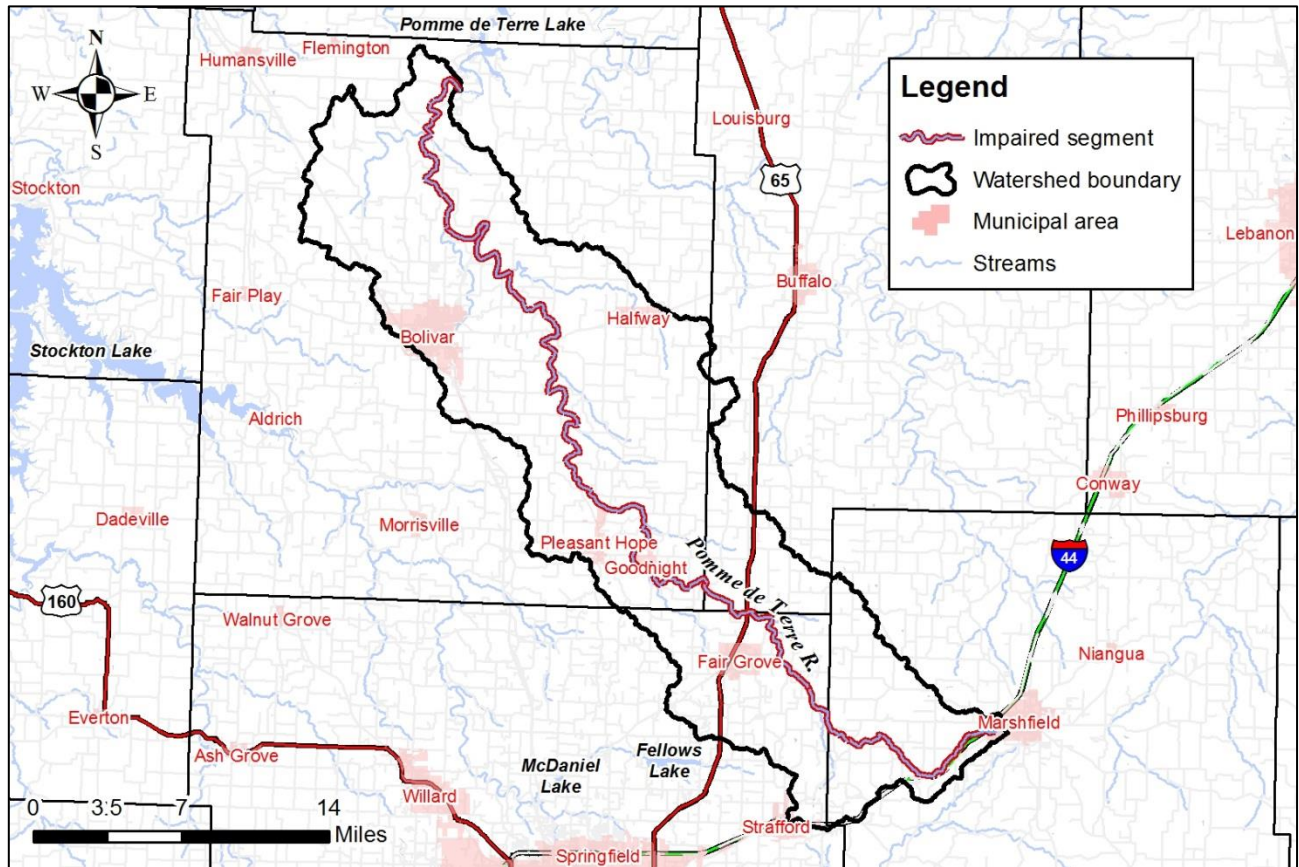 Pomme de Terre Lake
N
W
E
S
Flemington
Humansville
Legend
Impaired segment
Watershed boundary
Municipal area
Streams
Louisburg
65
Stockton
Lebanon
Buffalo
Fair Play
Halfway
Bolivar
Stockton Lake
Aldrich
Phillipsburg
Conway
Dadeville
Morrisville
Pleasant Hope
Goodnight
44
Pomme de Terre R.
160
Walnut Grove
Fair Grove
Niangua
Everton
Marshfield
Ash Grove
Fellows
Lake
McDaniel
Lake
Willard
0 3.5 7 14
Miles
Strafford
Springfield